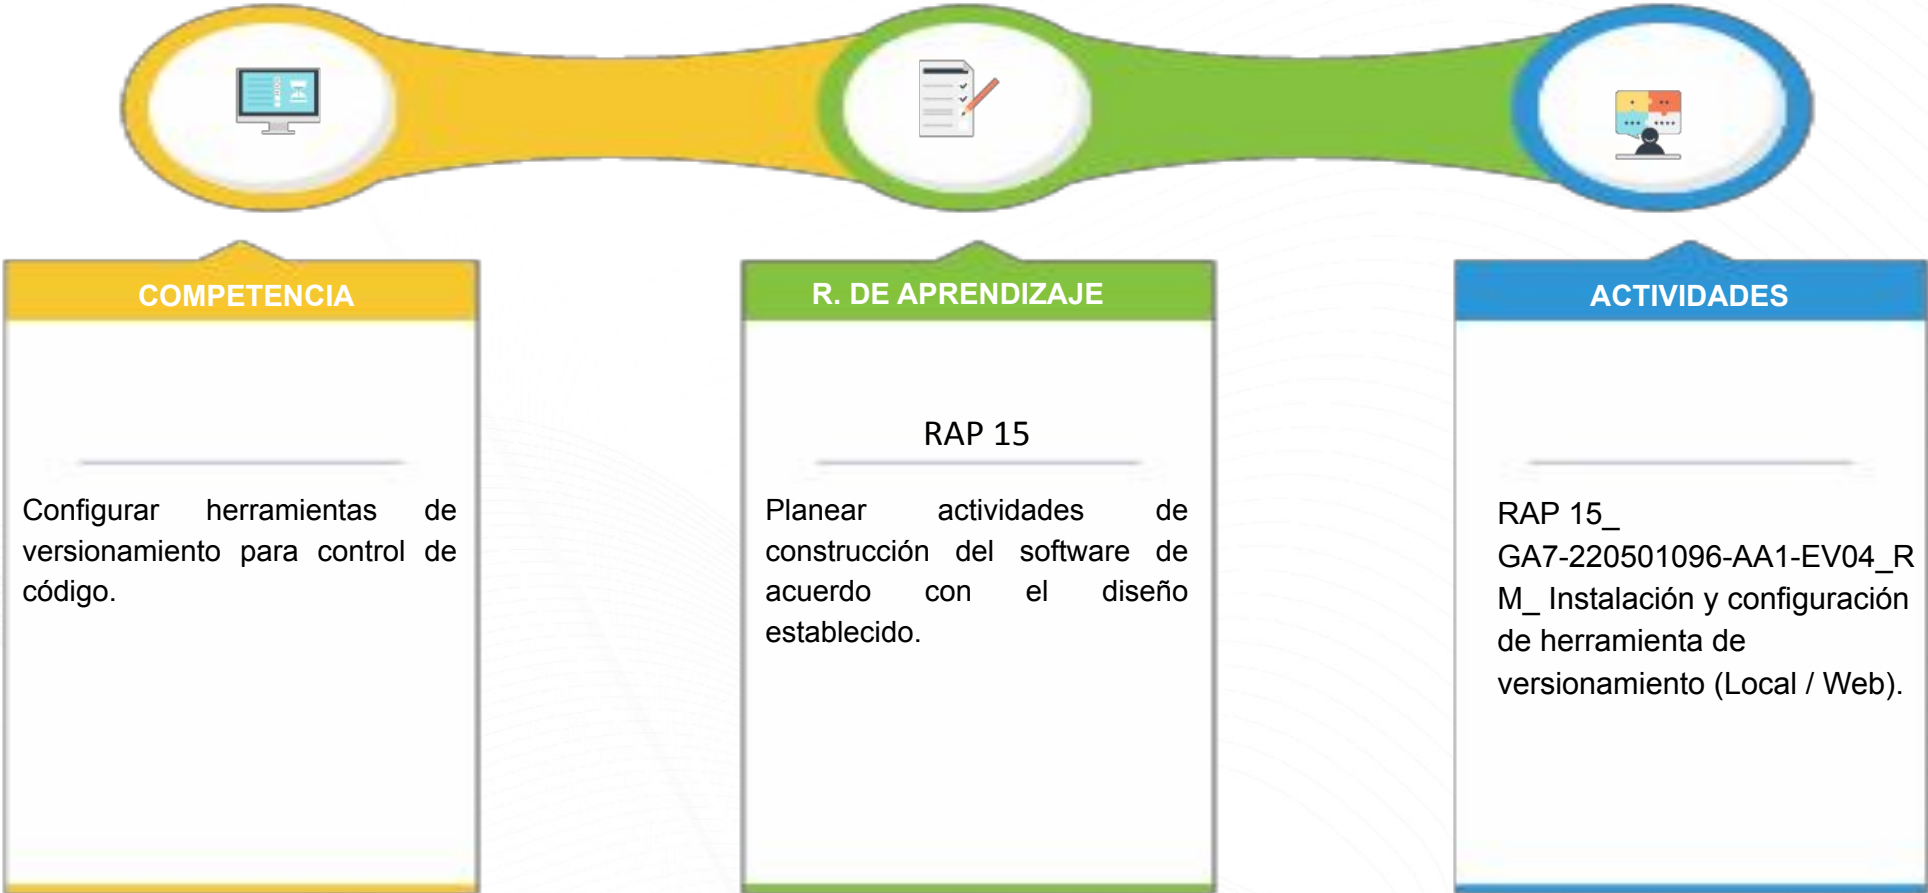 COMPETENCIA
Configurar herramientas de
versionamiento para control de
código.
R. DE APRENDIZAJE
RAP 15
Planear actividades de
construcción del software de
acuerdo con el diseño
establecido.
ACTIVIDADES
RAP 15_
GA7-220501096-AA1-EV04_R
M_ Instalación y configuración
de herramienta de
versionamiento (Local / Web).